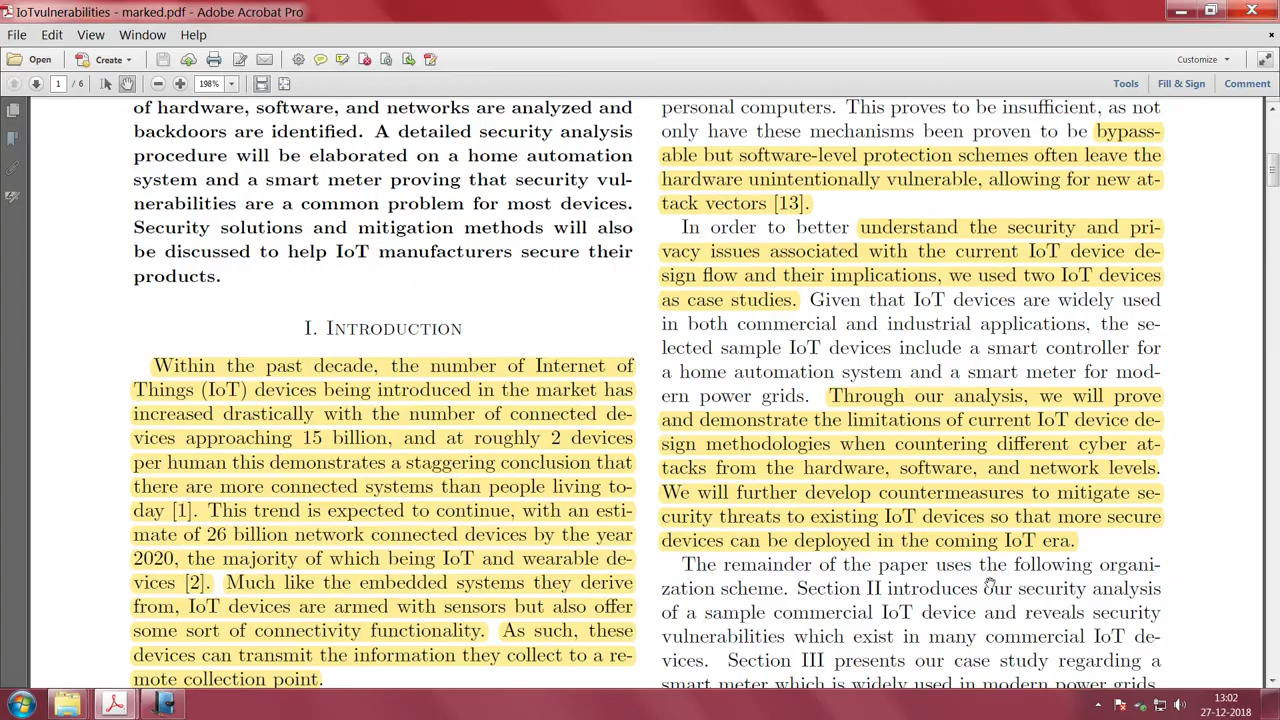 IoTvulnerabilities - marked.pdf - Adobe Acrobat Pro
File Edit View Window Help
Open Create Customize
1 / 6 198% Tools Fill & Sign Comment
of hardware, software, and networks are analyzed and
backdoors are identified. A detailed security analysis
procedure will be elaborated on a home automation
system and a smart meter proving that security vul-
nerabilities are a common problem for most devices.
Security solutions and mitigation methods will also
be discussed to help IoT manufacturers secure their
products.
I. Introduction
Within the past decade, the number of Internet of
Things (IoT) devices being introduced in the market has
increased drastically with the number of connected de-
vices approaching 15 billion, and at roughly 2 devices
per human this demonstrates a staggering conclusion that
there are more connected systems than people living to-
day [1]. This trend is expected to continue, with an esti-
mate of 26 billion network connected devices by the year
2020, the majority of which being IoT and wearable de-
vices [2]. Much like the embedded systems they derive
from, IoT devices are armed with sensors but also offer
some sort of connectivity functionality. As such, these
devices can transmit the information they collect to a re-
mote collection point.
personal computers. This proves to be insufficient, as not
only have these mechanisms been proven to be bypass-
able but software-level protection schemes often leave the
hardware unintentionally vulnerable, allowing for new at-
tack vectors [13].
In order to better understand the security and pri-
vacy issues associated with the current IoT device de-
sign flow and their implications, we used two IoT devices
as case studies. Given that IoT devices are widely used
in both commercial and industrial applications, the se-
lected sample IoT devices include a smart controller for
a home automation system and a smart meter for mod-
ern power grids. Through our analysis, we will prove
and demonstrate the limitations of current IoT device de-
sign methodologies when countering different cyber at-
tacks from the hardware, software, and network levels.
We will further develop countermeasures to mitigate se-
curity threats to existing IoT devices so that more secure
devices can be deployed in the coming IoT era.
The remainder of the paper uses the following organi-
zation scheme. Section II introduces our security analysis
of a sample commercial IoT device and reveals security
vulnerabilities which exist in many commercial IoT de-
vices. Section III presents our case study regarding a
smart meter which is widely used in modern power grids.
13:02
27-12-2018